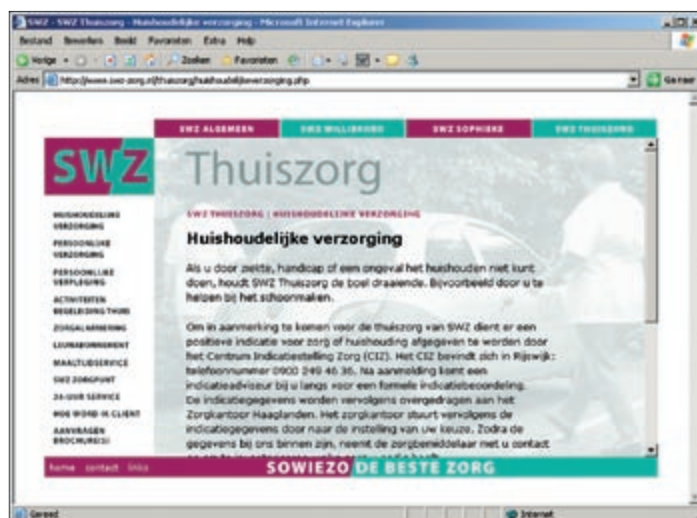 SWZ - SWZ Thuiszorg - Huishoudelijke verzorging - Microsoft Internet Explorer
Bestand Bewerken Beeld Favorieten Extra Help
Vorige Zoeken Favorieten
Adres http://www.swz-zorg.nl/thuiszorg/huishoudelijkeverzorging.php Ga naar
SWZ ALGEMEEN SWZ WILLIBRORD SWZ SOPHIEKE SWZ THUISZORG
SWZ Thuiszorg
SWZ THUISZORG | HUISHOUDELIJKE VERZORGING
Huishoudelijke verzorging
Als u door ziekte, handicap of een ongeval het huishouden niet kunt
doen, houdt SWZ Thuiszorg de boel draaiende. Bijvoorbeeld door u te
helpen bij het schoonmaken.
Om in aanmerking te komen voor de thuiszorg van SWZ dient er een
positieve indicatie voor zorg of huishouding afgegeven te worden door
het Centrum Indicatiestelling Zorg (CIZ). Het CIZ bevindt zich in Rijswijk:
telefoonnummer 0900 249 46 36. Na aanmelding komt een
indicatieadviseur bij u langs voor een formele indicatiebeoordeling.
De indicatiegegevens worden vervolgens overgedragen aan het
Zorgkantoor Haaglanden. Het zorgkantoor stuurt vervolgens de
indicatiegegevens door naar de instelling van uw keuze. Zodra de
gegevens bij ons binnen zijn, neemt de zorgbemiddelaar met u contact
HUISHOUDELIJKE
VERZORGING
PERSOONLIJKE
VERZORGING
PERSOONLIJKE
VERPLEGING
ACTIVITEITEN
BEGELEIDING THUIS
ZORGALARMERING
LEUNABONNEMENT
MAALTIJDSERVICE
SWZ ZORGPUNT
24-UUR SERVICE
HOE WORD IK CLIENT
AANVRAGEN
BROCHURE(S)
home contact links
SOWIEZO DE BESTE ZORG
Gereed Internet